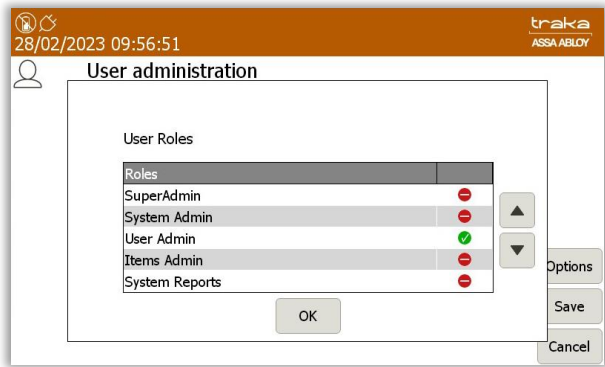 traka
28/02/2023 09:56:51
ASSA ABLOY
User administration
User Roles
Roles
SuperAdmin
System Admin
User Admin
Items Admin
System Reports
OK
Options
Save
Cancel